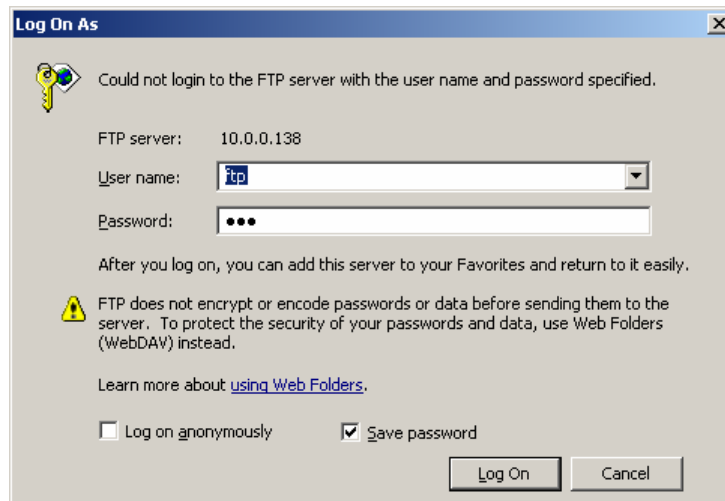 Log On As
Could not login to the FTP server with the user name and password specified.
FTP server: 10.0.0.138
User name: ftp
Password: ●●●
After you log on, you can add this server to your Favorites and return to it easily.
FTP does not encrypt or encode passwords or data before sending them to the
server. To protect the security of your passwords and data, use Web Folders
(WebDAV) instead.
Learn more about using Web Folders.
Log on anonymously Save password
Log On Cancel